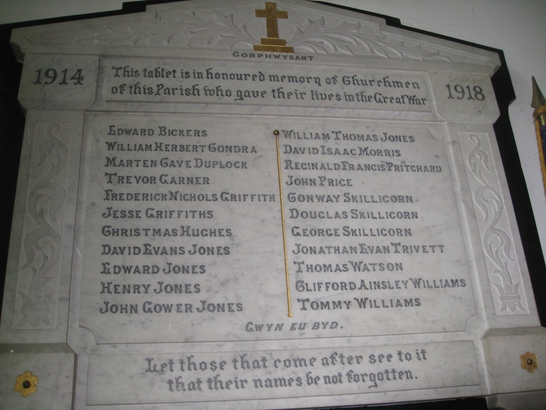 GORPHWYSANT
1914
This tablet is in honoured memory of Churchmen
of this Parish who gave their lives in the Great War
1918
EDWARD BICKERS
WILLIAM HERBERT GONDRA
MARTEN CAVE DUPLOCK
TREVOR GARNER
FREDERICK NICHOLS GRIFFITH
JESSE GRIFFITHS
CHRISTMAS HUGHES
DAVID EVANS JONES
EDWARD JONES
HENRY JONES
JOHN GOWER JONES
WILLIAM THOMAS JONES
DAVID ISAAC MORRIS
REGINALD FRANCIS PRITCHARD
JOHN PRICE
CONWAY SKILLICORN
DOUGLAS SKILLICORN
GEORGE SKILLICORN
JONATHAN EVAN TRIVETT
THOMAS WATSON
CLIFFORD AINSLEY WILLIAMS
TOMMY WILLIAMS
GWYN EU BYD.
Let those that come after see to it
that their names be not forgotten.